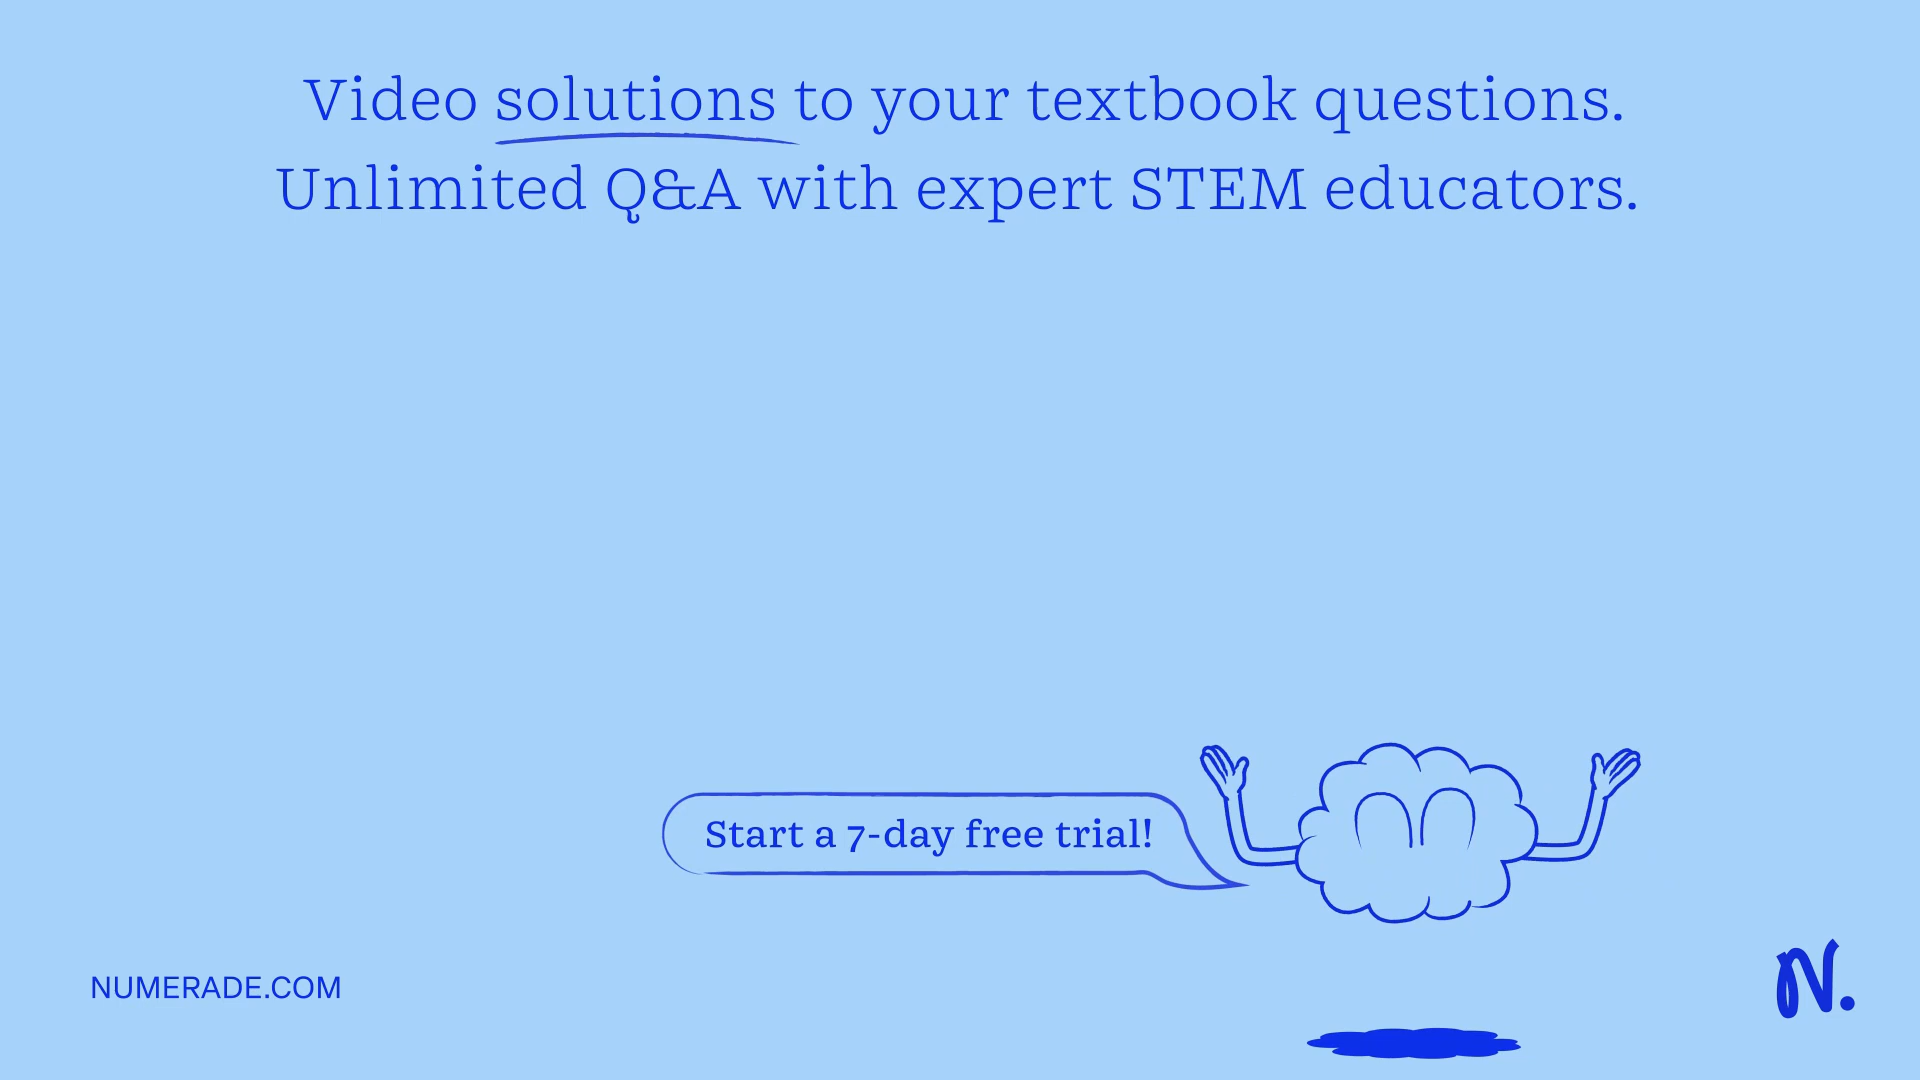 Video solutions to your textbook questions.
Unlimited Q&A with expert STEM educators.
Start a 7-day free trial!
NUMERADE.COM
N.